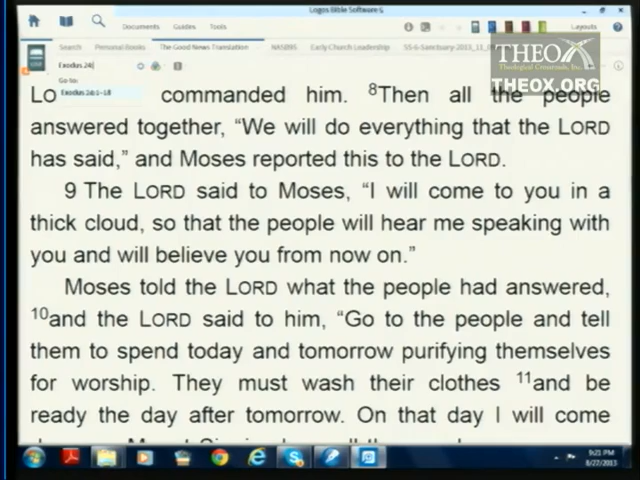 Logos Bible Software 5
Documents Guides Tools
Layouts
Search Personal Books The Good News Translation NASB95 Early Church Leadership SS-6-Sanctuary-2013_11_09
THEOX
Theological Crossroads, Inc.
THEOX.ORG
Exodus 24
Go to:
Exodus 24:1–18
Lo commanded him. 8Then all the people
answered together, “We will do everything that the LORD
has said,” and Moses reported this to the LORD.
9 The LORD said to Moses, “I will come to you in a
thick cloud, so that the people will hear me speaking with
you and will believe you from now on.”
Moses told the LORD what the people had answered,
10and the LORD said to him, “Go to the people and tell
them to spend today and tomorrow purifying themselves
for worship. They must wash their clothes 11and be
ready the day after tomorrow. On that day I will come
9:21 PM
8/27/2013